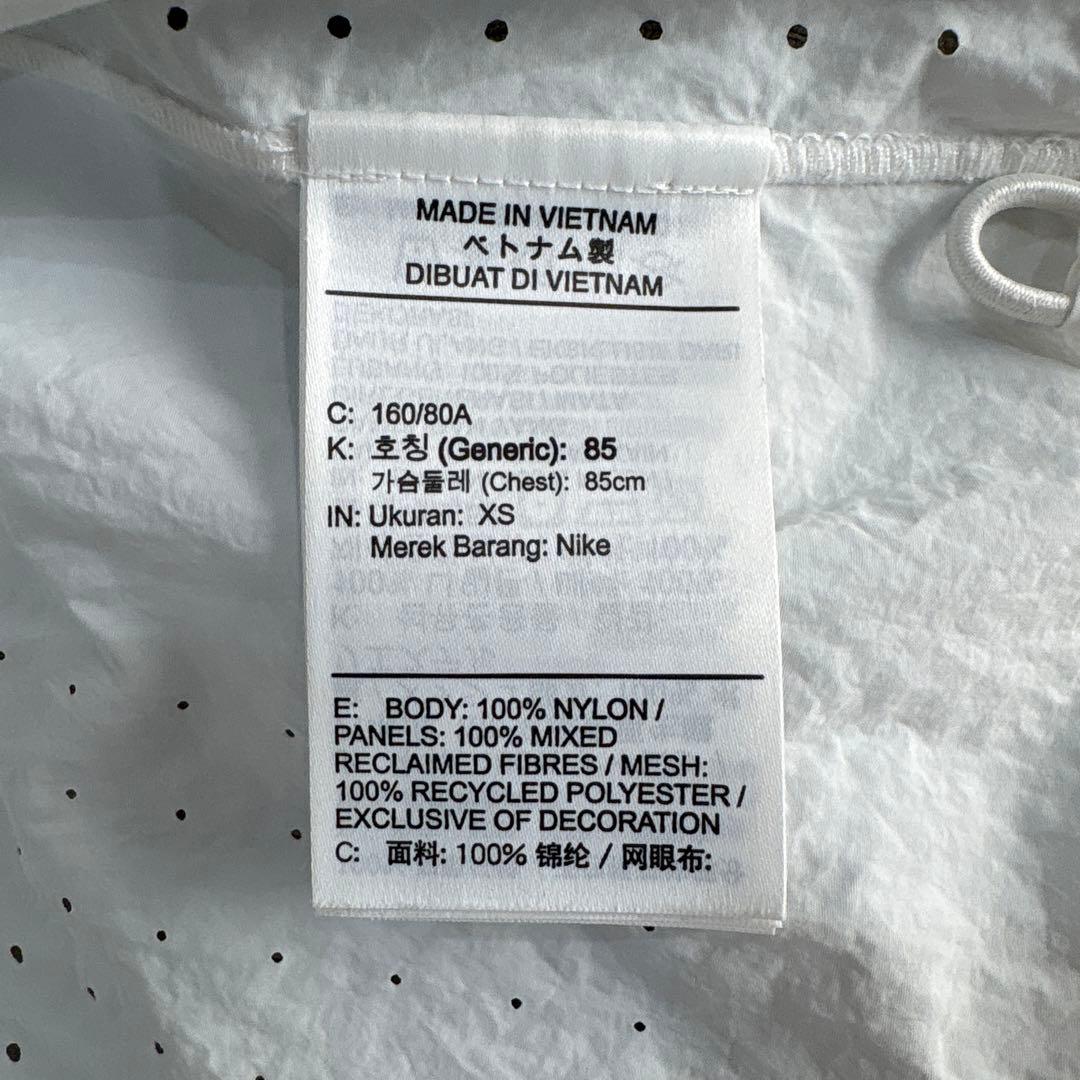 MADE IN VIETNAM
ベトナム製
DIBUAT DI VIETNAM
C: 160/80A
K: 호칭 (Generic): 85
가슴둘레 (Chest): 85cm
IN: Ukuran: XS
Merek Barang: Nike
E: BODY: 100% NYLON /
PANELS: 100% MIXED
RECLAIMED FIBRES / MESH:
100% RECYCLED POLYESTER /
EXCLUSIVE OF DECORATION
C: 面料: 100% 锦纶 / 网眼布: